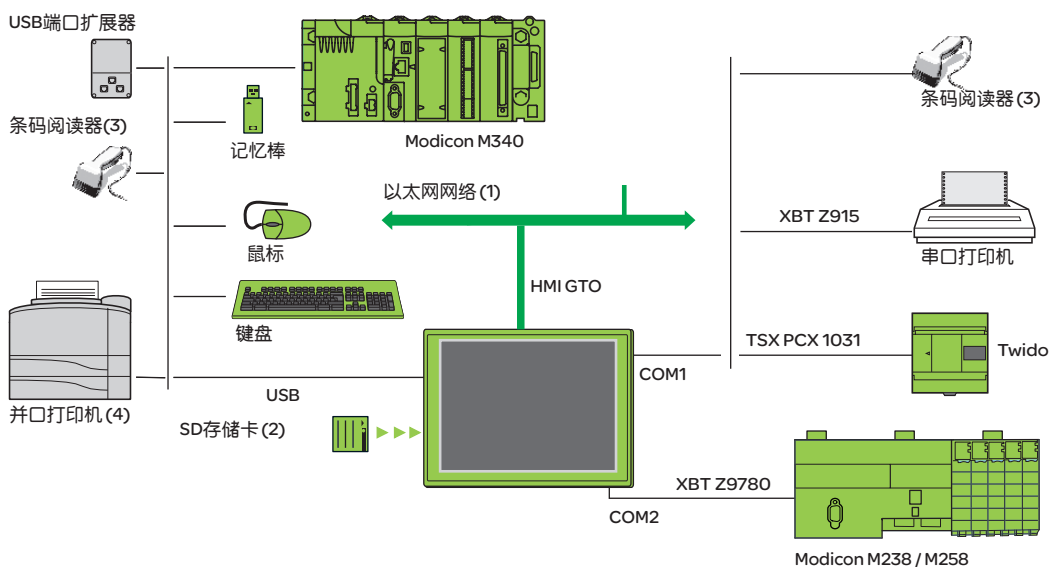 USB端口扩展器
条码阅读器(3)
记忆棒
Modicon M340
条码阅读器(3)
以太网网络(1)
XBT Z915
串口打印机
鼠标
HMI GTO
键盘
TSX PCX 1031
Twido
COM1
USB
并口打印机(4)
SD存储卡(2)
XBT Z9780
COM2
Modicon M238 / M258